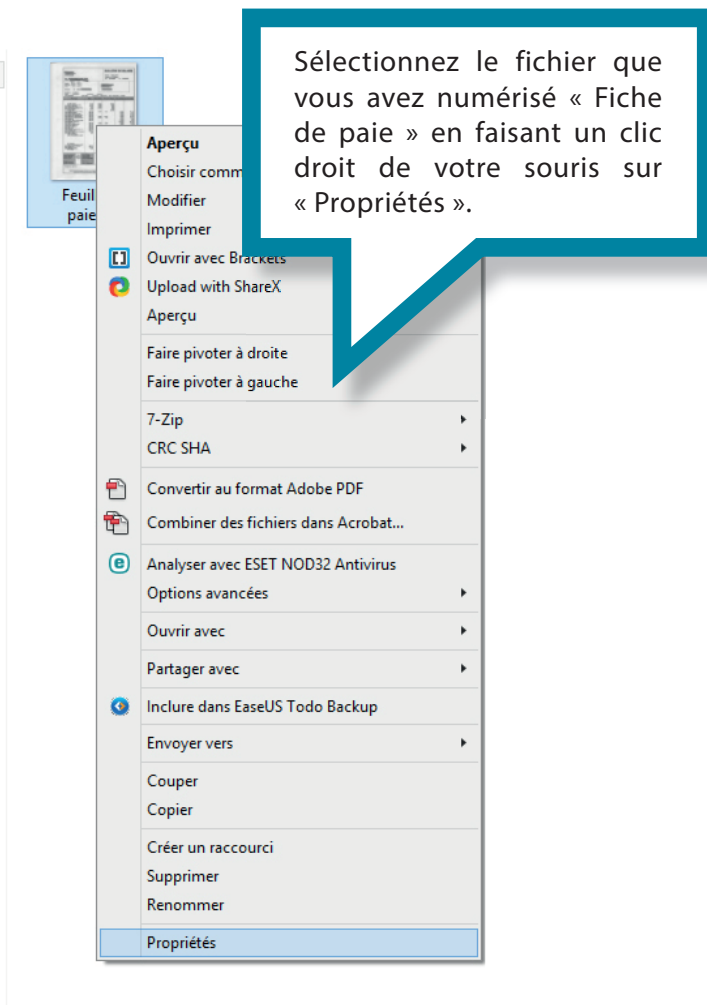 Sélectionnez le fichier que
vous avez numérisé « Fiche
de paie » en faisant un clic
droit de votre souris sur
« Propriétés ».
Feuil
paie
Aperçu
Choisir comm
Modifier
Imprimer
Ouvrir avec Brackets
Upload with ShareX
Aperçu
Faire pivoter à droite
Faire pivoter à gauche
7-Zip
CRC SHA
Convertir au format Adobe PDF
Combiner des fichiers dans Acrobat...
Analyser avec ESET NOD32 Antivirus
Options avancées
Ouvrir avec
Partager avec
Inclure dans EaseUS Todo Backup
Envoyer vers
Couper
Copier
Créer un raccourci
Supprimer
Renommer
Propriétés